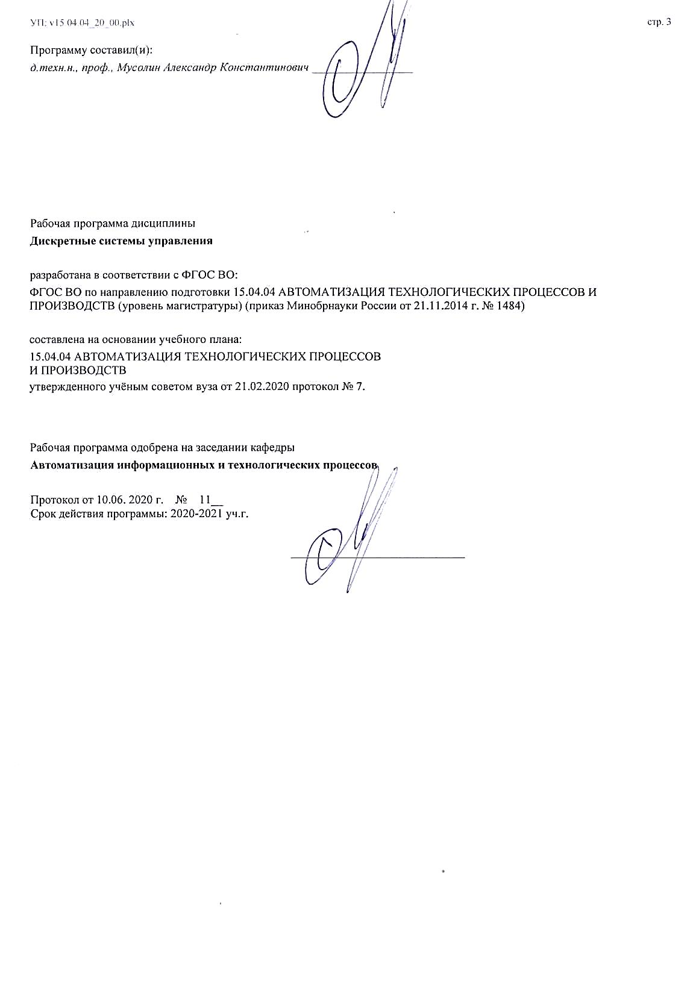 УП: v15.04.04_20_00.plx
стр. 3
Программу составил(и):
д.техн.н., проф., Мусолин Александр Константинович
Рабочая программа дисциплины
Дискретные системы управления
разработана в соответствии с ФГОС ВО:
ФГОС ВО по направлению подготовки 15.04.04 АВТОМАТИЗАЦИЯ ТЕХНОЛОГИЧЕСКИХ ПРОЦЕССОВ И
ПРОИЗВОДСТВ (уровень магистратуры) (приказ Минобрнауки России от 21.11.2014 г. № 1484)
составлена на основании учебного плана:
15.04.04 АВТОМАТИЗАЦИЯ ТЕХНОЛОГИЧЕСКИХ ПРОЦЕССОВ
И ПРОИЗВОДСТВ
утвержденного учёным советом вуза от 21.02.2020 протокол № 7.
Рабочая программа одобрена на заседании кафедры
Автоматизация информационных и технологических процессов
Протокол от 10.06. 2020 г. № 11__
Срок действия программы: 2020-2021 уч.г.